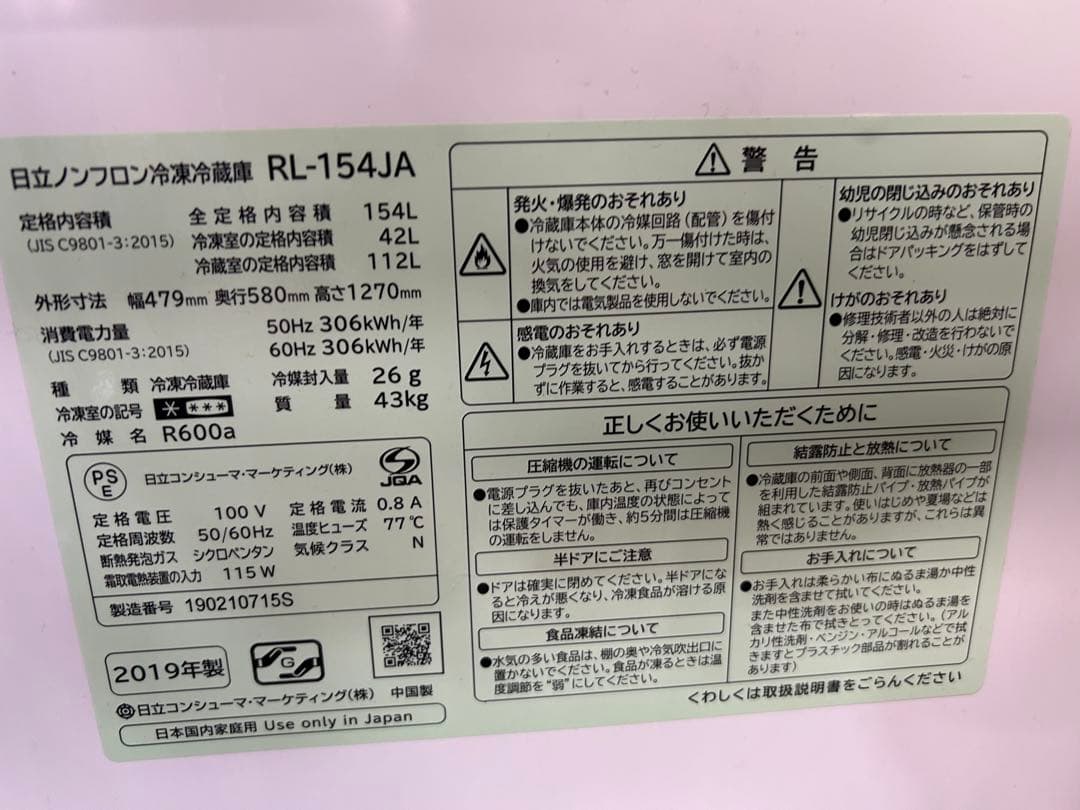 日立ノンフロン冷凍冷蔵庫 RL-154JA
定格内容積 全定格内容積 154L
(JIS C9801-3:2015) 冷凍室の定格内容積 42L
冷蔵室の定格内容積 112L
外形寸法 幅479mm 奥行580mm 高さ1270mm
消費電力量 50Hz 306kWh/年
(JIS C9801-3:2015) 60Hz 306kWh/年
種類 冷凍冷蔵庫 冷媒封入量 26g
冷凍室の記号 * *** 質量 43kg
冷媒名 R600a
PSE 日立コンシューマ・マーケティング(株) JQA
定格電圧 100V 定格電流 0.8A
定格周波数 50/60Hz 温度ヒューズ 77℃
断熱発泡ガス シクロペンタン 気候クラス N
霜取電熱装置の入力 115W
製造番号 190210715S
2019年製 G
日立コンシューマ・マーケティング(株) 中国製
日本国内家庭用 Use only in Japan
警告
発火・爆発のおそれあり
●冷蔵庫本体の冷媒回路(配管)を傷付
けないでください。万一傷付けた時は、
火気の使用を避け、窓を開けて室内の
換気をしてください。
●庫内では電気製品を使用しないでください。
感電のおそれあり
●冷蔵庫をお手入れするときは、必ず電源
プラグを抜いてから行ってください。抜か
ずに作業すると、感電することがあります。
幼児の閉じ込みのおそれあり
●リサイクルの時など、保管時の
幼児閉じ込みが懸念される場
合はドアパッキングをはずして
ください。
けがのおそれあり
●修理技術者以外の人は絶対に
分解・修理・改造を行わないで
ください。感電・火災・けがの原
因になります。
正しくお使いいただくために
圧縮機の運転について
●電源プラグを抜いたあと、再びコンセント
に差し込んでも、庫内温度の状態によって
は保護タイマーが働き、約5分間は圧縮機
の運転をしません。
半ドアにご注意
●ドアは確実に閉めてください。半ドアにな
ると冷えが悪くなり、冷凍食品が溶ける原
因になります。
食品凍結について
●水気の多い食品は、棚の奥や冷気吹出口に
置かないでください。食品が凍るときは温
度調節を“弱”にしてください。
結露防止と放熱について
●冷蔵庫の前面や側面、背面に放熱器の一部
を利用した結露防止パイプ・放熱パイプが
組まれています。使いはじめや夏場などは
熱く感じることがありますが、これらは異
常ではありません。
お手入れについて
●お手入れは柔らかい布にぬるま湯か中性
洗剤を含ませて拭いてください。
また中性洗剤をお使いの時はぬるま湯を
含ませた布で拭きとってください。(アル
カリ性洗剤・ベンジン・アルコールなどで拭
きますとプラスチック部品が割れることが
あります)
くわしくは取扱説明書をごらんください